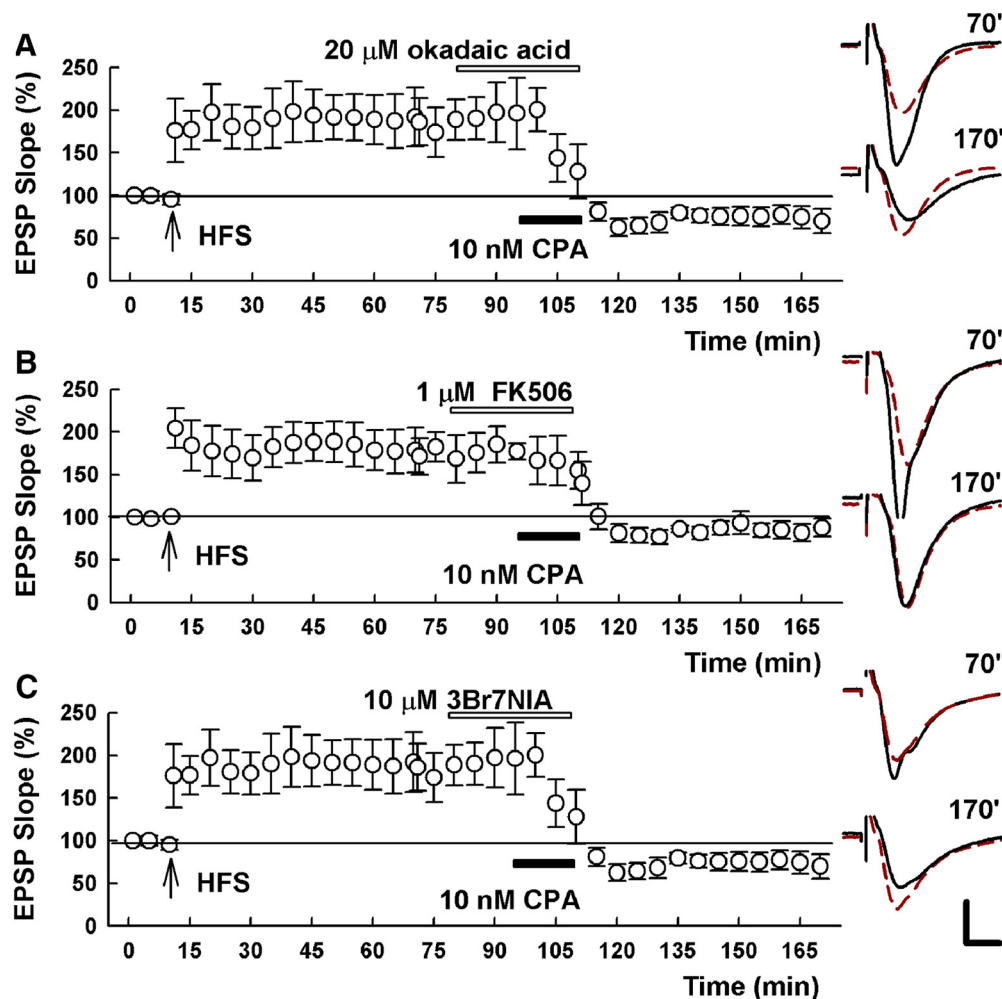 A
20 μM okadaic acid
70'
EPSP Slope (%)
250
200
150
100
50
0
170'
HFS
10 nM CPA
0 15 30 45 60 75 90 105 120 135 150 165
Time (min)
B
1 μM FK506
70'
EPSP Slope (%)
250
200
150
100
50
0
170'
HFS
10 nM CPA
0 15 30 45 60 75 90 105 120 135 150 165
Time (min)
C
10 μM 3Br7NIA
70'
EPSP Slope (%)
250
200
150
100
50
0
170'
HFS
10 nM CPA
0 15 30 45 60 75 90 105 120 135 150 165
Time (min)